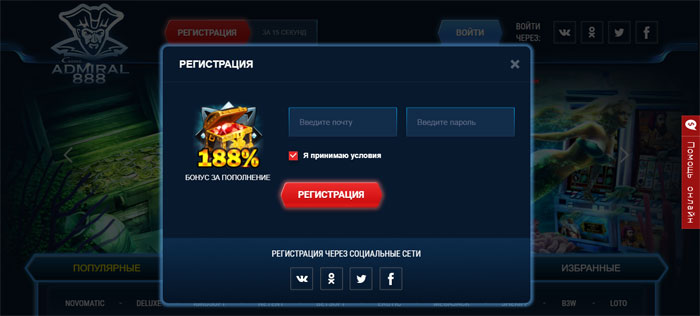 Casino
ADMIRAL
888
РЕГИСТРАЦИЯ
ЗА 15 СЕКУНД
ВОЙТИ
ВОЙТИ
ЧЕРЕЗ:
РЕГИСТРАЦИЯ
188%
БОНУС ЗА ПОПОЛНЕНИЕ
Введите почту
Введите пароль
Я принимаю условия
РЕГИСТРАЦИЯ
РЕГИСТРАЦИЯ ЧЕРЕЗ СОЦИАЛЬНЫЕ СЕТИ
Помощь онлайн
ПОПУЛЯРНЫЕ
ИЗБРАННЫЕ
NOVOMATIC
DELUXE
B3W
LOTO